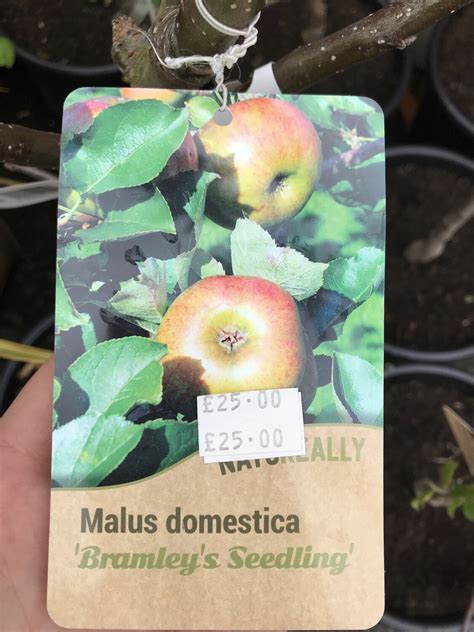 £25.00
£25.00
NATUREALLY
Malus domestica
'Bramley's Seedling'